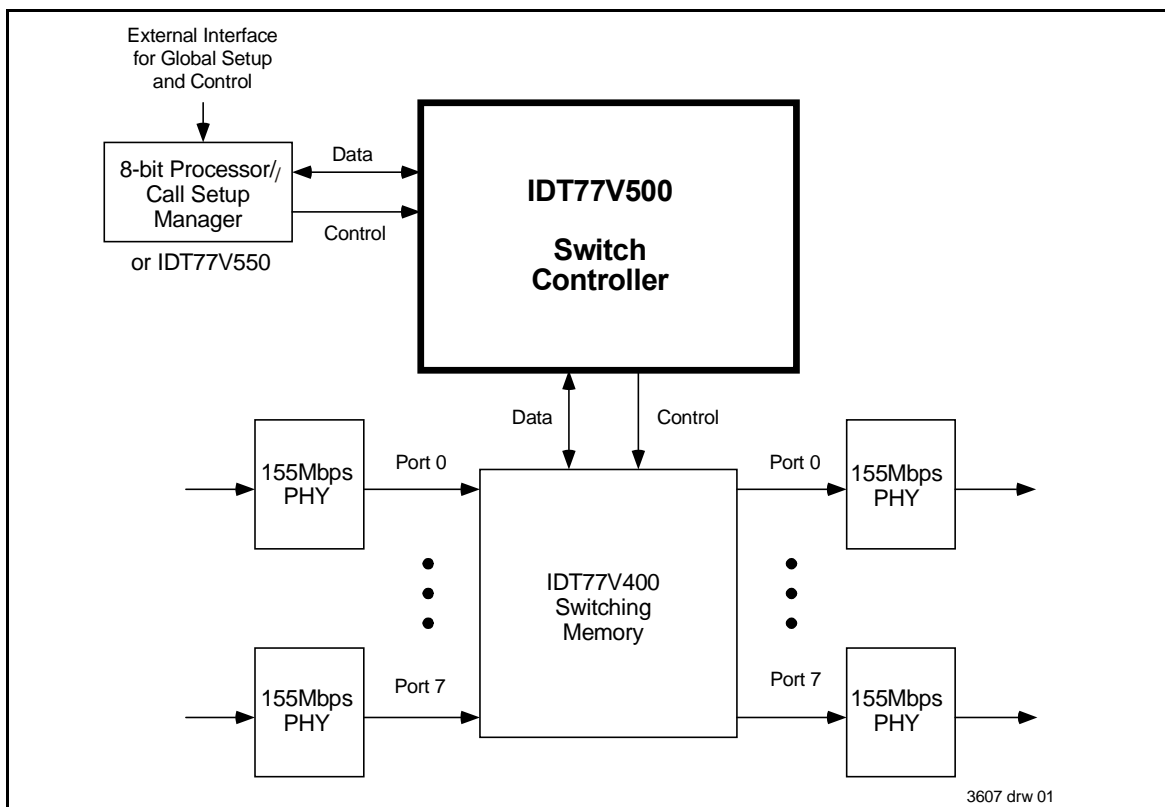 External Interface
for Global Setup
and Control
8-bit Processor//
Call Setup
Manager
or IDT77V550
Data
Control
IDT77V500
Switch
Controller
Data
Control
155Mbps
PHY
Port 0
Port 0
155Mbps
PHY
IDT77V400
Switching
Memory
155Mbps
PHY
Port 7
Port 7
155Mbps
PHY
3607 drw 01